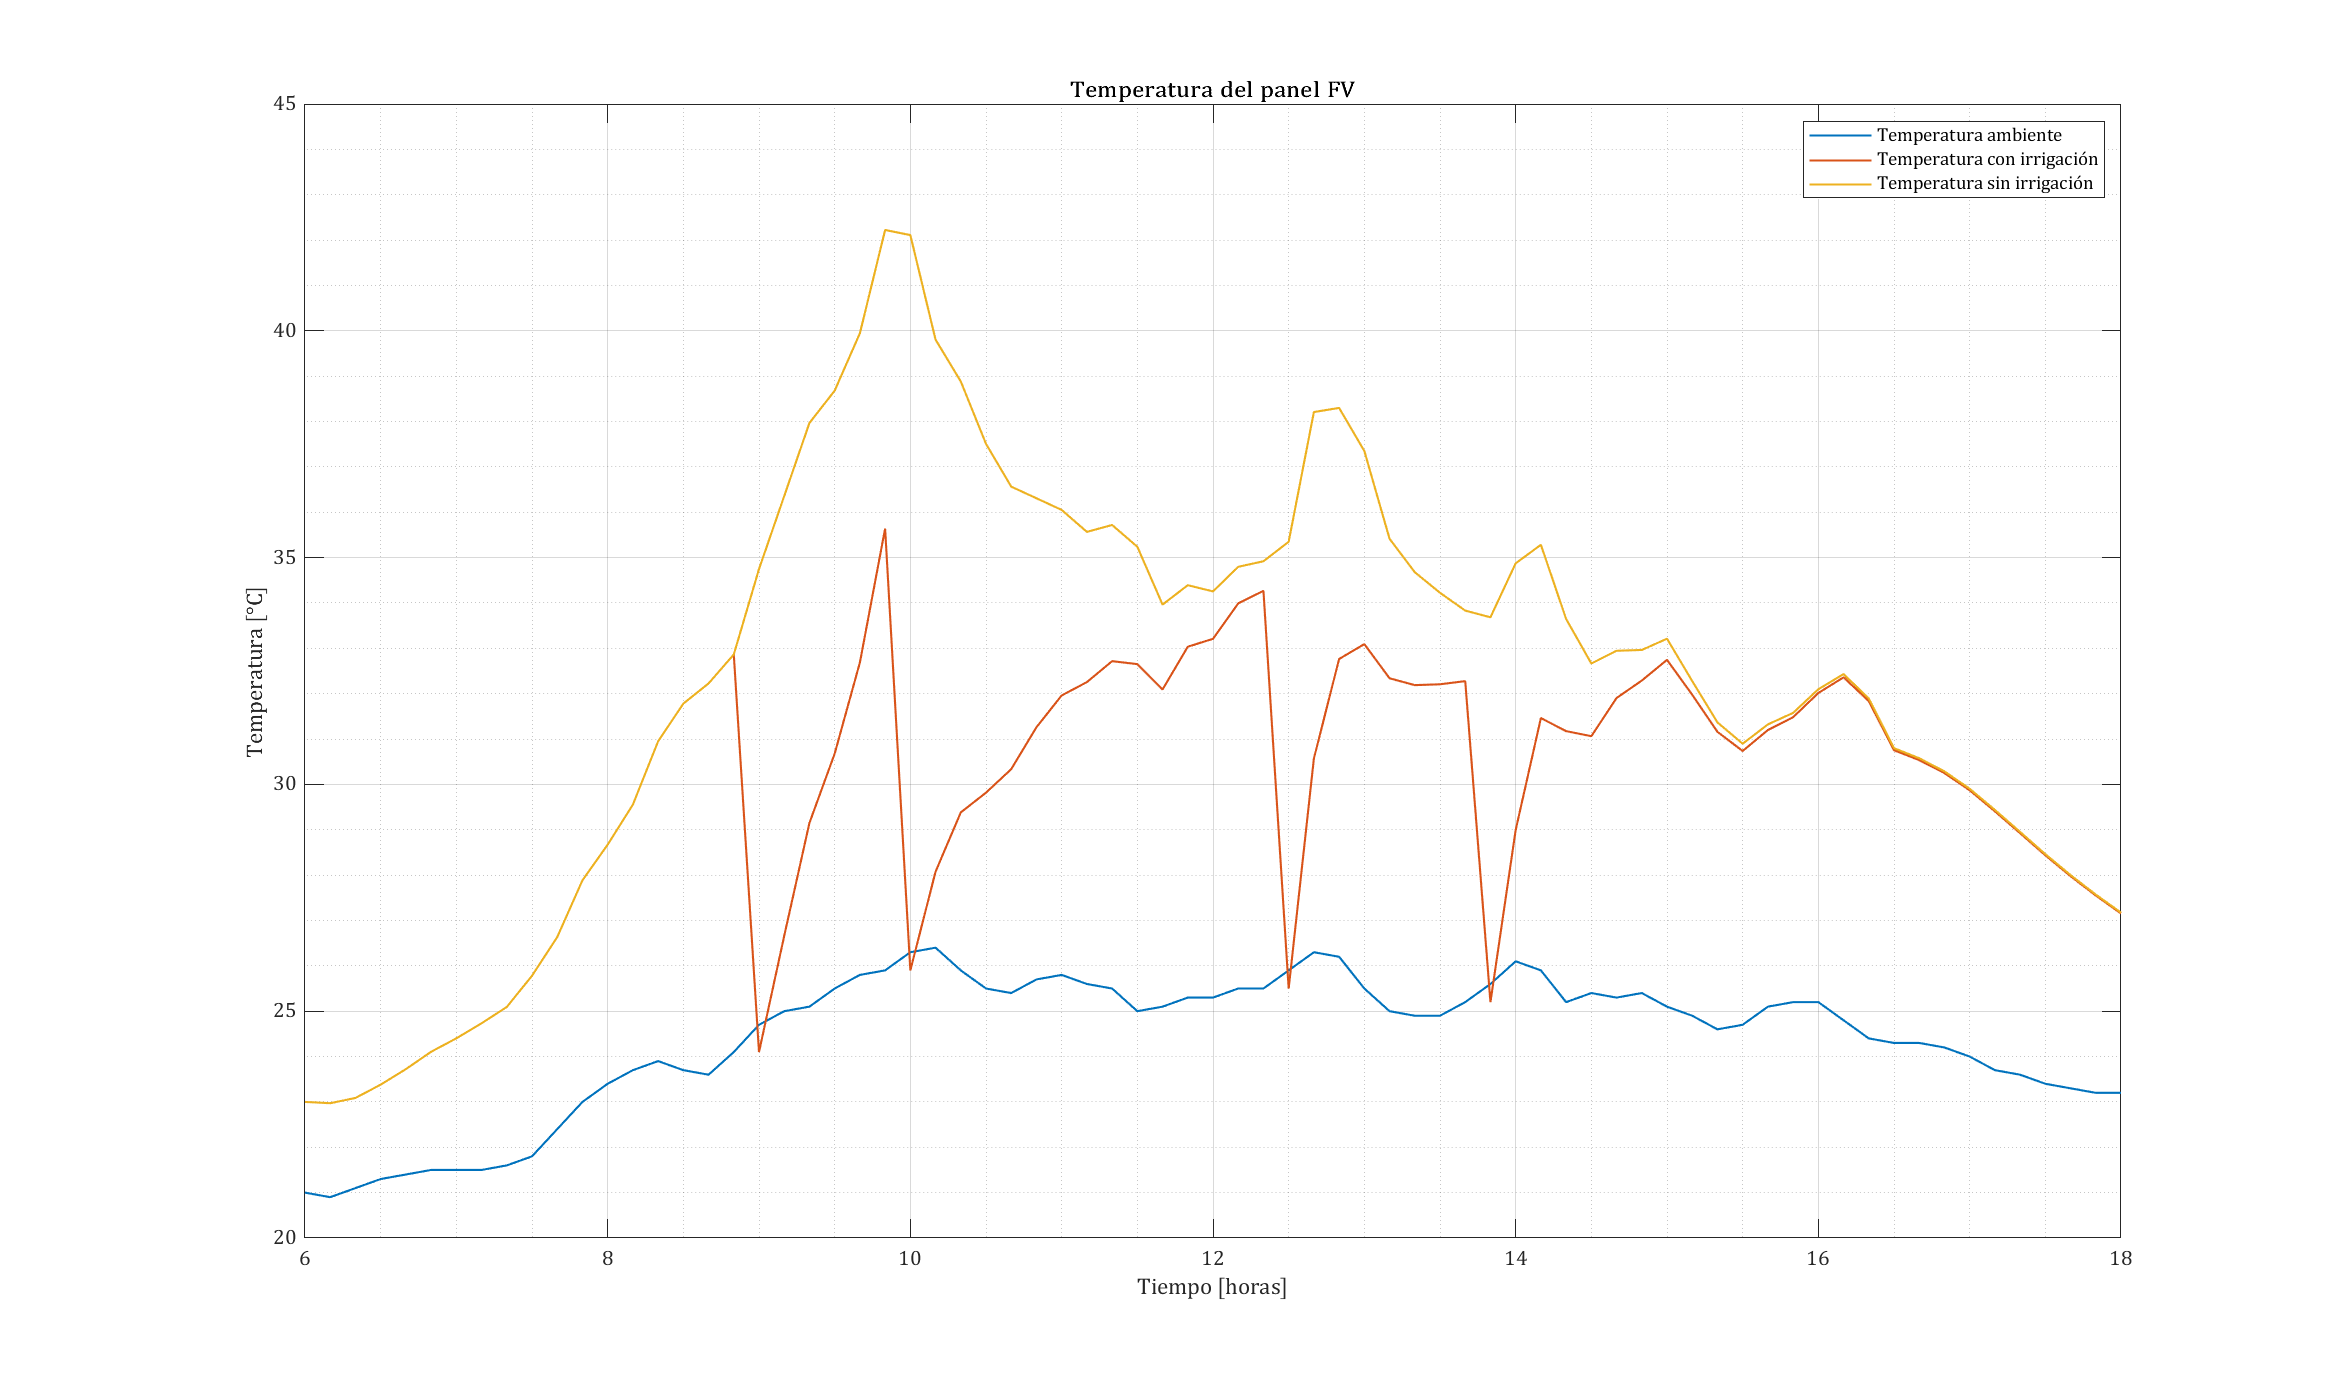 Temperatura del panel FV
45
40
35
30
25
20
Temperatura [°C]
Temperatura ambiente
Temperatura con irrigación
Temperatura sin irrigación
6 8 10 12 14 16 18
Tiempo [horas]